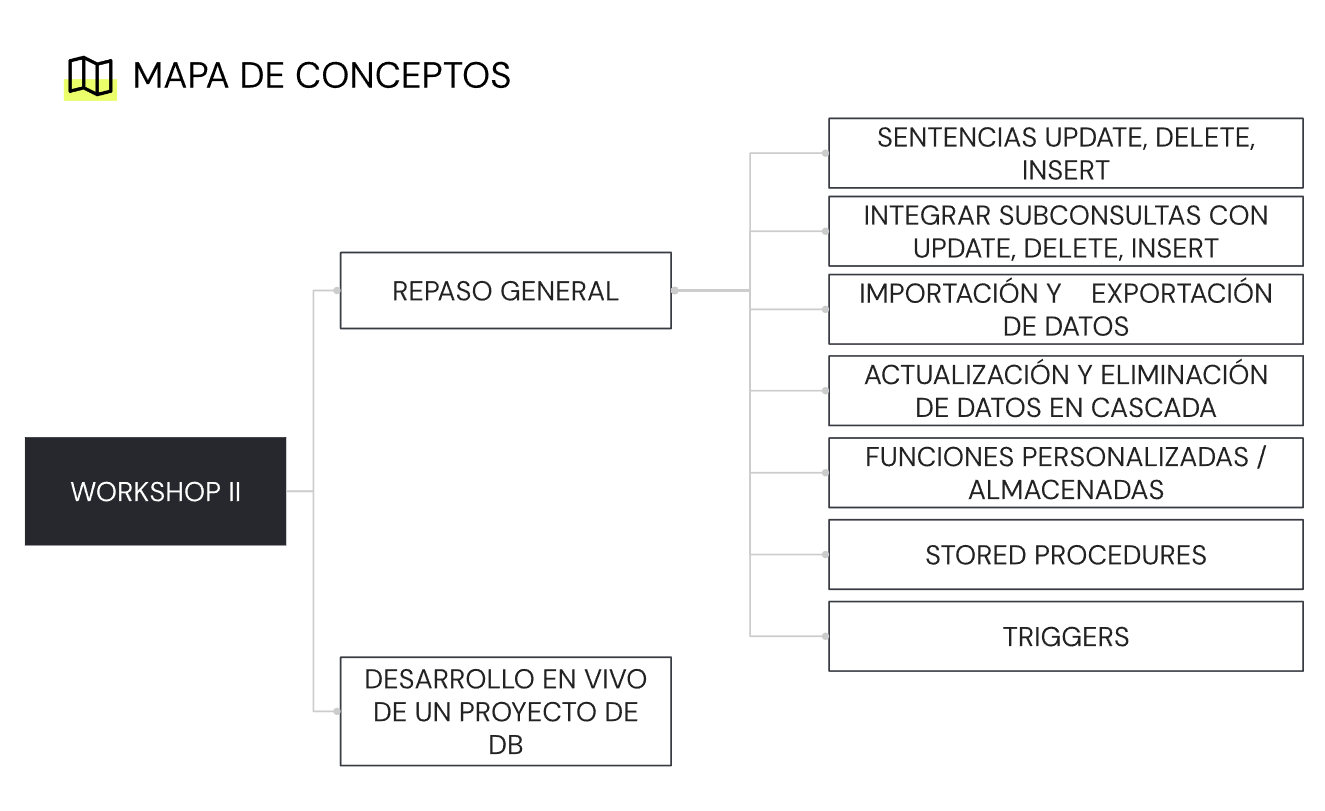 MAPA DE CONCEPTOS
SENTENCIAS UPDATE, DELETE,
INSERT
INTEGRAR SUBCONSULTAS CON
UPDATE, DELETE, INSERT
REPASO GENERAL
IMPORTACIÓN Y EXPORTACIÓN
DE DATOS
ACTUALIZACIÓN Y ELIMINACIÓN
DE DATOS EN CASCADA
WORKSHOP II
FUNCIONES PERSONALIZADAS /
ALMACENADAS
STORED PROCEDURES
TRIGGERS
DESARROLLO EN VIVO
DE UN PROYECTO DE
DB